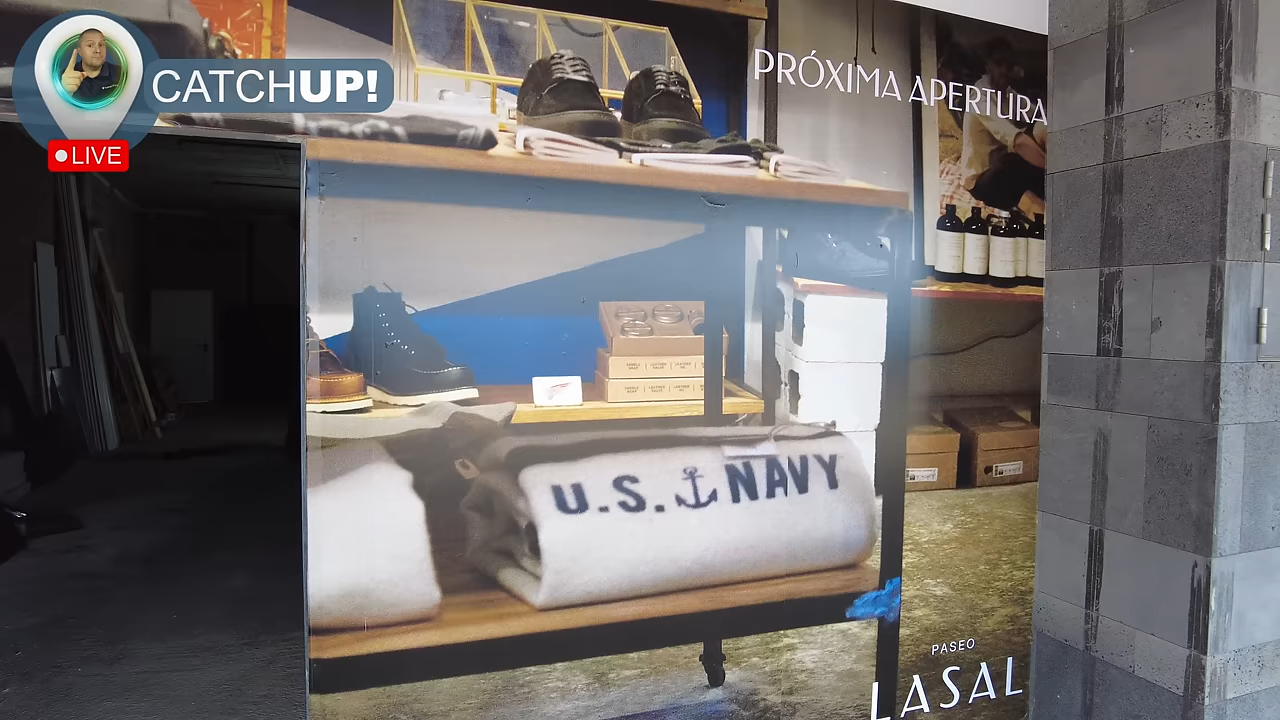 CATCHUP!
LIVE
PRÓXIMA APERTURA
U.S. NAVY
PASEO
LASAL